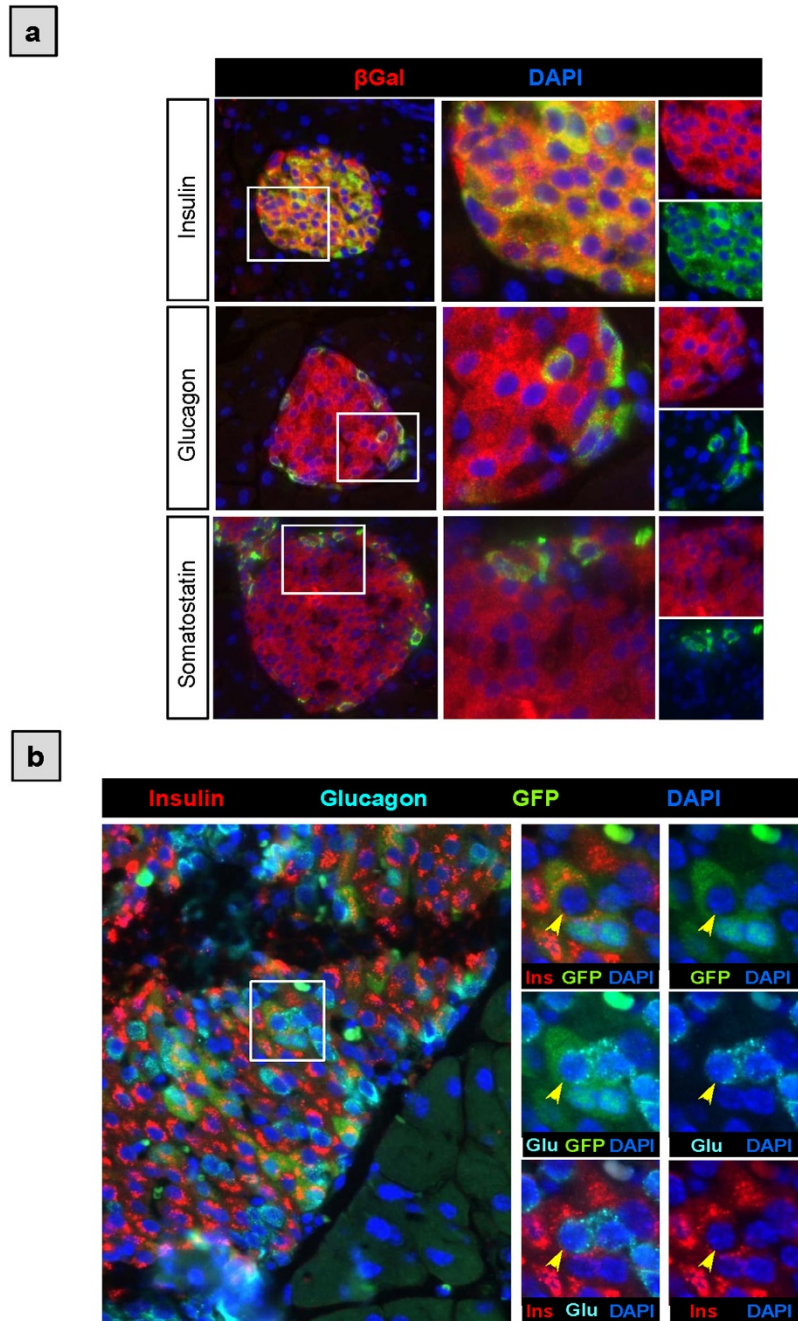 a
βGal DAPI
Insulin
Glucagon
Somatostatin
b
Insulin Glucagon GFP DAPI
Ins GFP DAPI
GFP DAPI
Glu GFP DAPI
Glu DAPI
Ins Glu DAPI
Ins DAPI